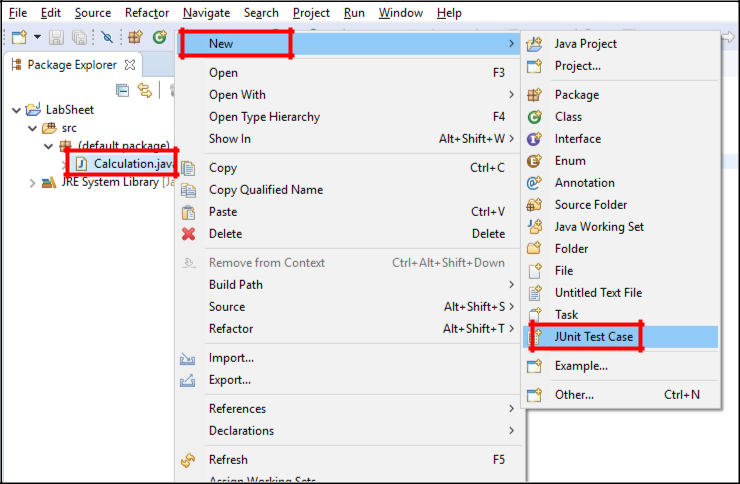 File Edit Source Refactor Navigate Search Project Run Window Help
Package Explorer
LabSheet
src
(default package)
Calculation.java
JRE System Library [Ja
New
Open F3
Open With
Open Type Hierarchy F4
Show In Alt+Shift+W
Copy Ctrl+C
Copy Qualified Name
Paste Ctrl+V
Delete Delete
Remove from Context Ctrl+Alt+Shift+Down
Build Path
Source Alt+Shift+S
Refactor Alt+Shift+T
Import...
Export...
References
Declarations
Refresh F5
Assign Working Sets
Java Project
Project...
Package
Class
Interface
Enum
Annotation
Source Folder
Java Working Set
Folder
File
Untitled Text File
Task
JUnit Test Case
Example...
Other... Ctrl+N